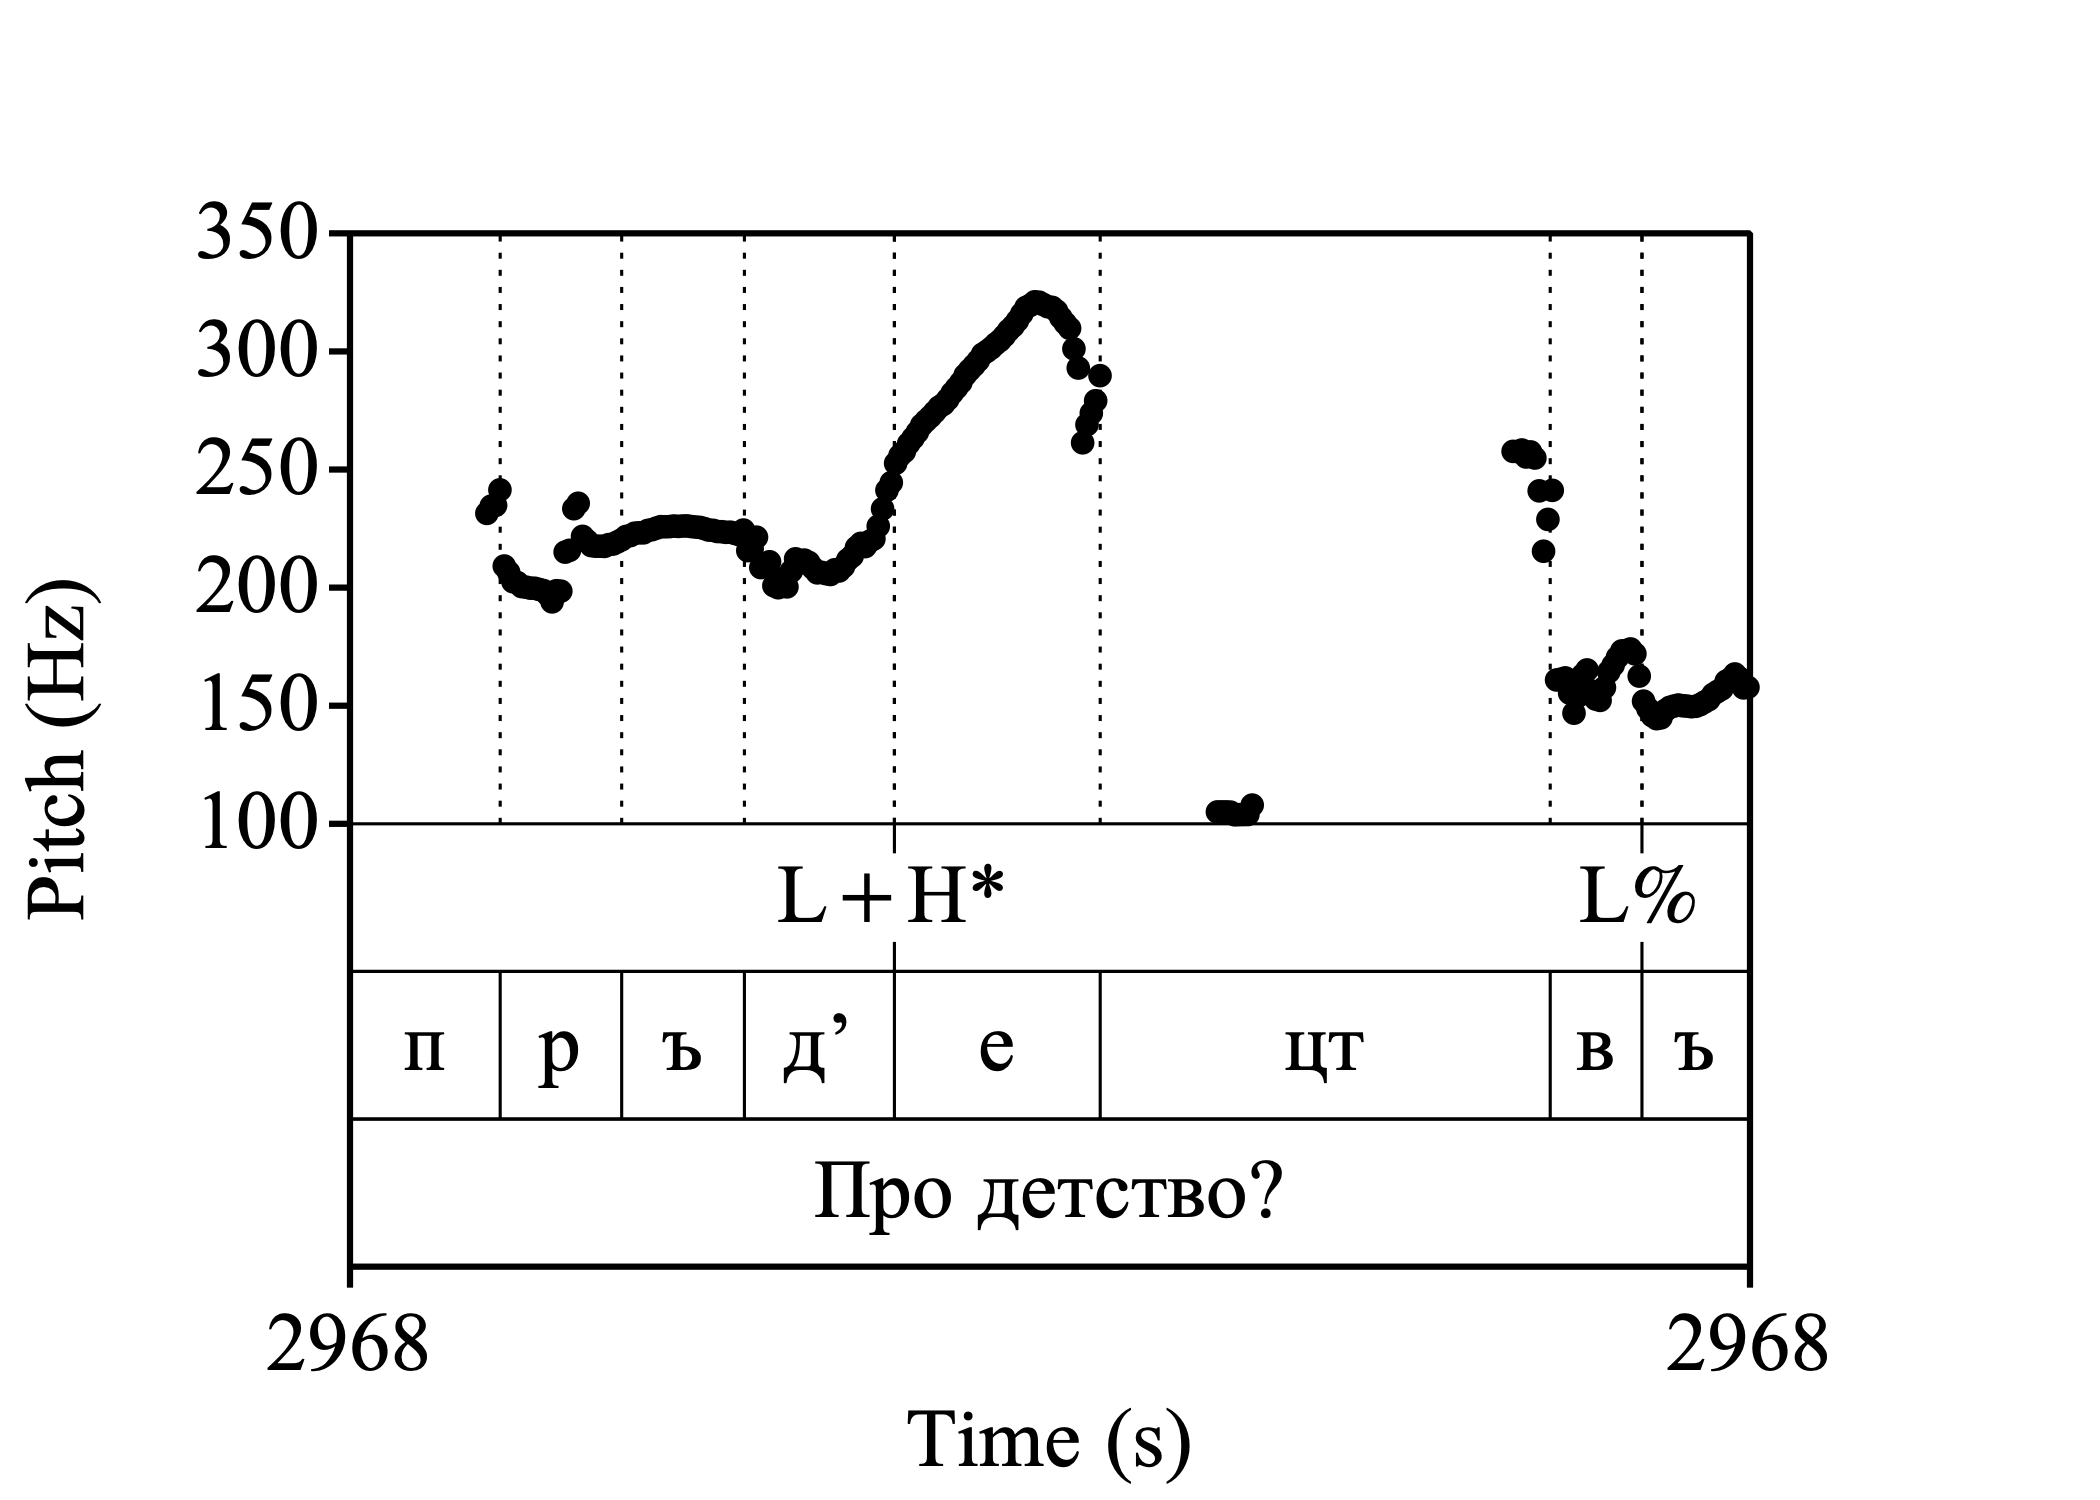 350
300
250
200
150
100
Pitch (Hz)
L+H* L%
п р ъ д’ е цт в ъ
Про детство?
2968 2968
Time (s)